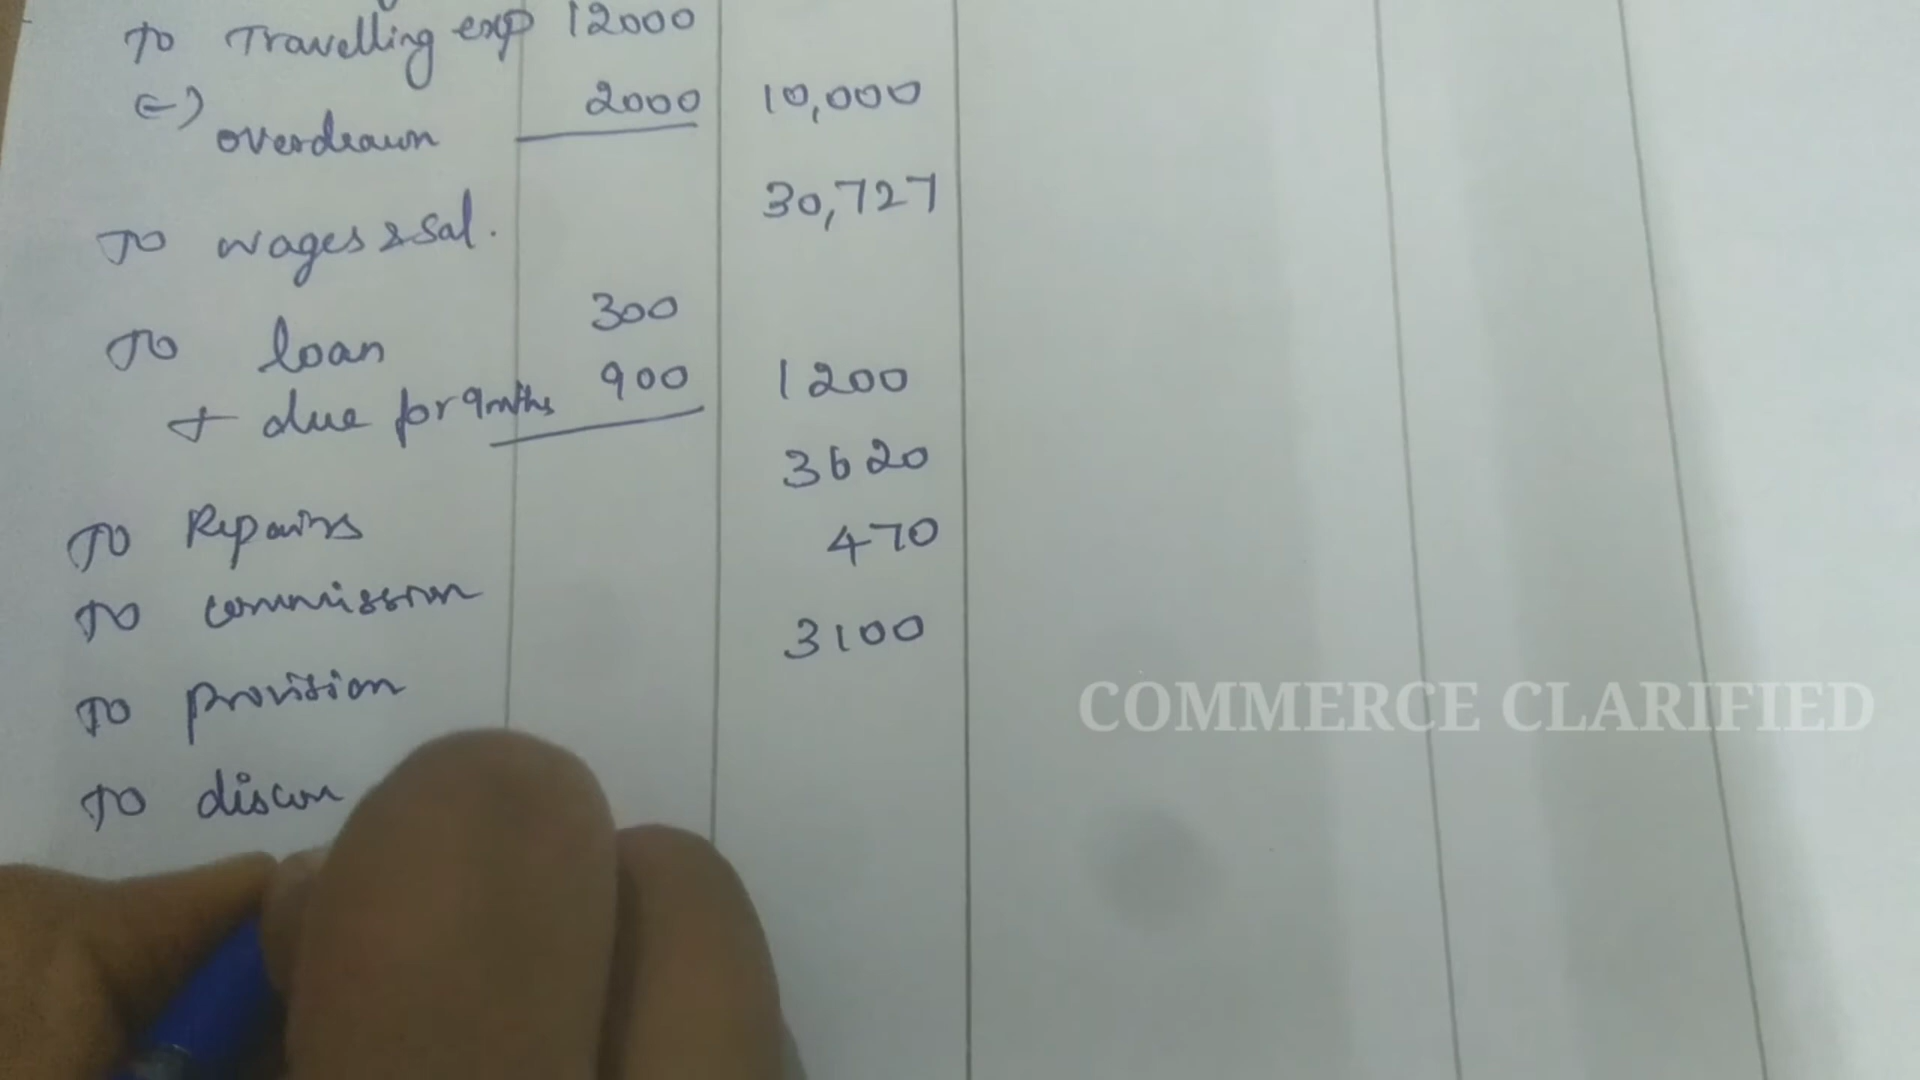 To Travelling exp 12000
(-) overdrawn 2000 10,000
To wages & Sal. 30,727
To loan 300
+ due for 9mths 900 1200
To Repairs 3620
To commission 470
To provision 3100
To discun
COMMERCE CLARIFIED